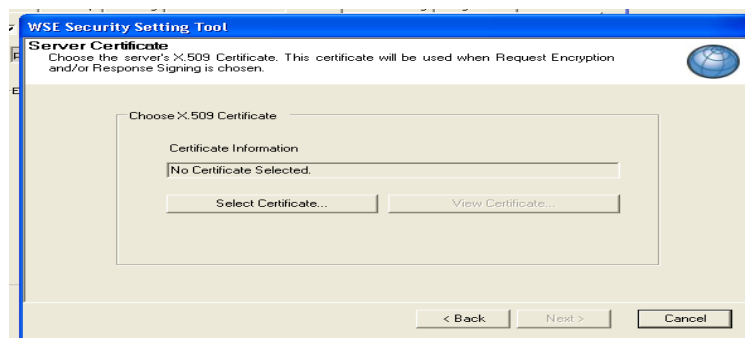 WSE Security Setting Tool
Server Certificate
Choose the server's X.509 Certificate. This certificate will be used when Request Encryption
and/or Response Signing is chosen.
Choose X.509 Certificate
Certificate Information
No Certificate Selected.
Select Certificate... View Certificate...
< Back Next > Cancel